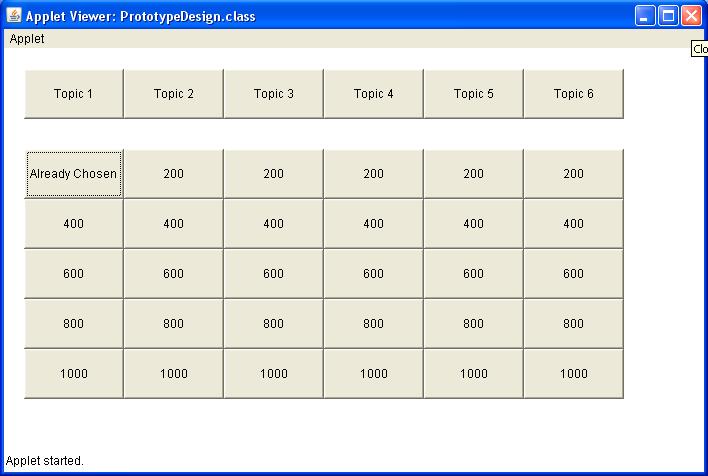 Applet Viewer: PrototypeDesign.class
Applet
Clo
Topic 1 Topic 2 Topic 3 Topic 4 Topic 5 Topic 6
Already Chosen 200 200 200 200 200
400 400 400 400 400 400
600 600 600 600 600 600
800 800 800 800 800 800
1000 1000 1000 1000 1000 1000
Applet started.